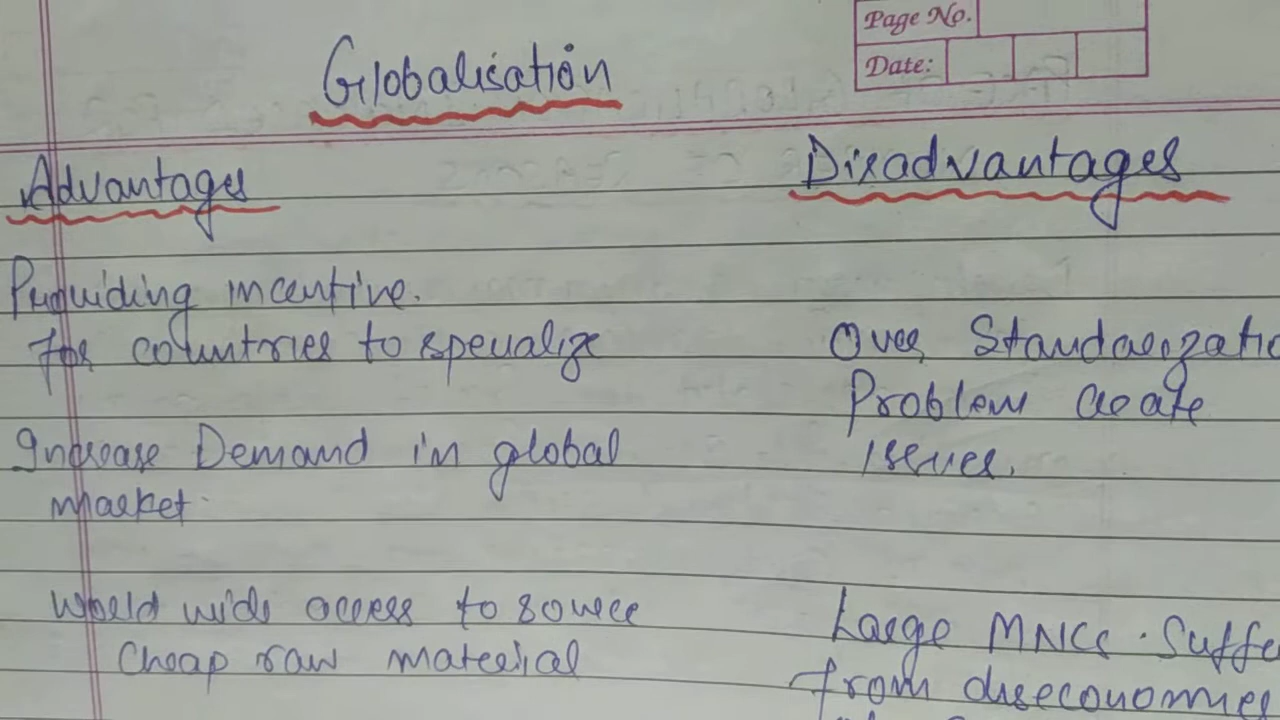 Page No.
Date:
Globalisation
Advantages
Disadvantages
Providing incentive.
for countries to specialize
Increase Demand in global
market.
World wide access to source
Cheap raw material
Over Standardizatio
Problem create
issues.
Large MNCs. Suffe
from diseconomies